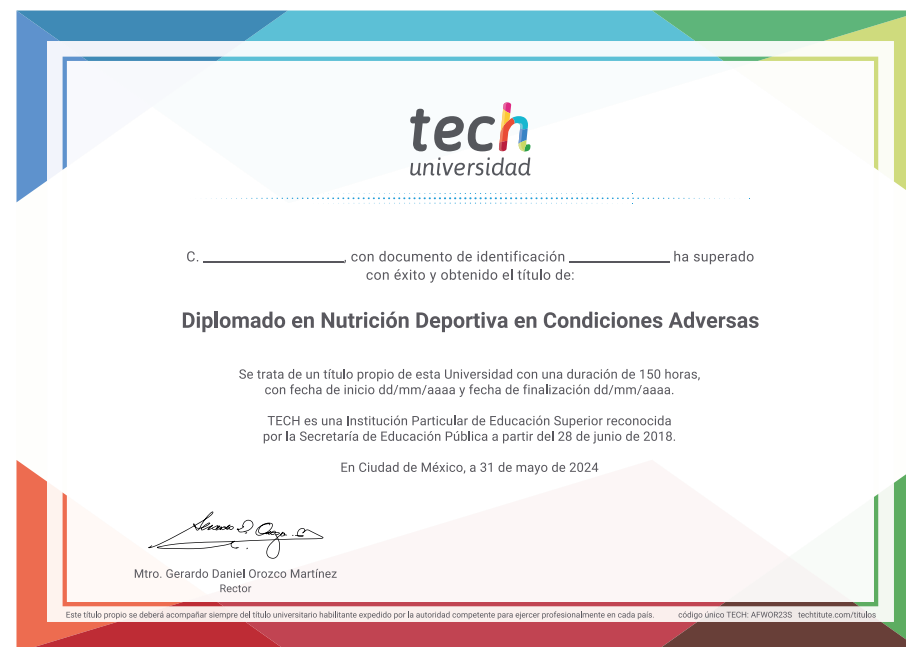 tech
universidad
C. ____________, con documento de identificación ____________ ha superado
con éxito y obtenido el título de:
Diplomado en Nutrición Deportiva en Condiciones Adversas
Se trata de un título propio de esta Universidad con una duración de 150 horas,
con fecha de inicio dd/mm/aaaa y fecha de finalización dd/mm/aaaa.
TECH es una Institución Particular de Educación Superior reconocida
por la Secretaría de Educación Pública a partir del 28 de junio de 2018.
En Ciudad de México, a 31 de mayo de 2024
Mtro. Gerardo Daniel Orozco Martínez
Rector
Este título propio se deberá acompañar siempre del título universitario habilitante expedido por la autoridad competente para ejercer profesionalmente en cada país. código único TECH: AFWOR23S techtitute.com/titulos